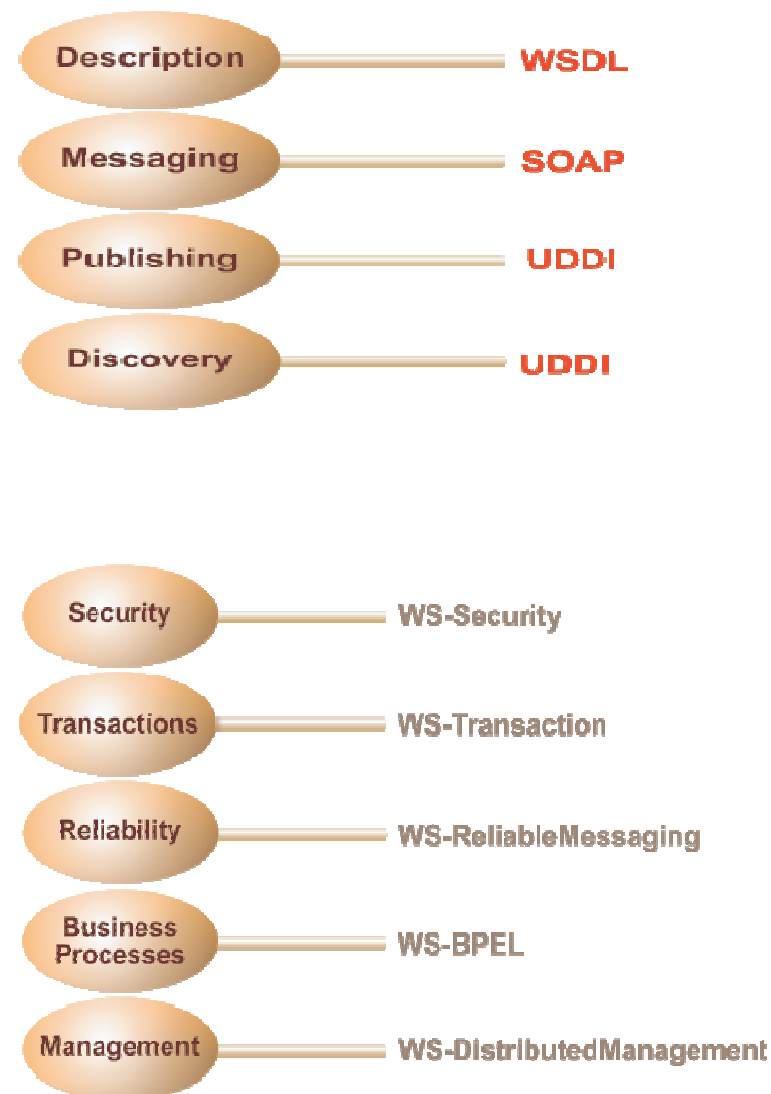 Description WSDL
Messaging SOAP
Publishing UDDI
Discovery UDDI
Security WS-Security
Transactions WS-Transaction
Reliability WS-ReliableMessaging
Business
Processes WS-BPEL
Management WS-DistributedManagement